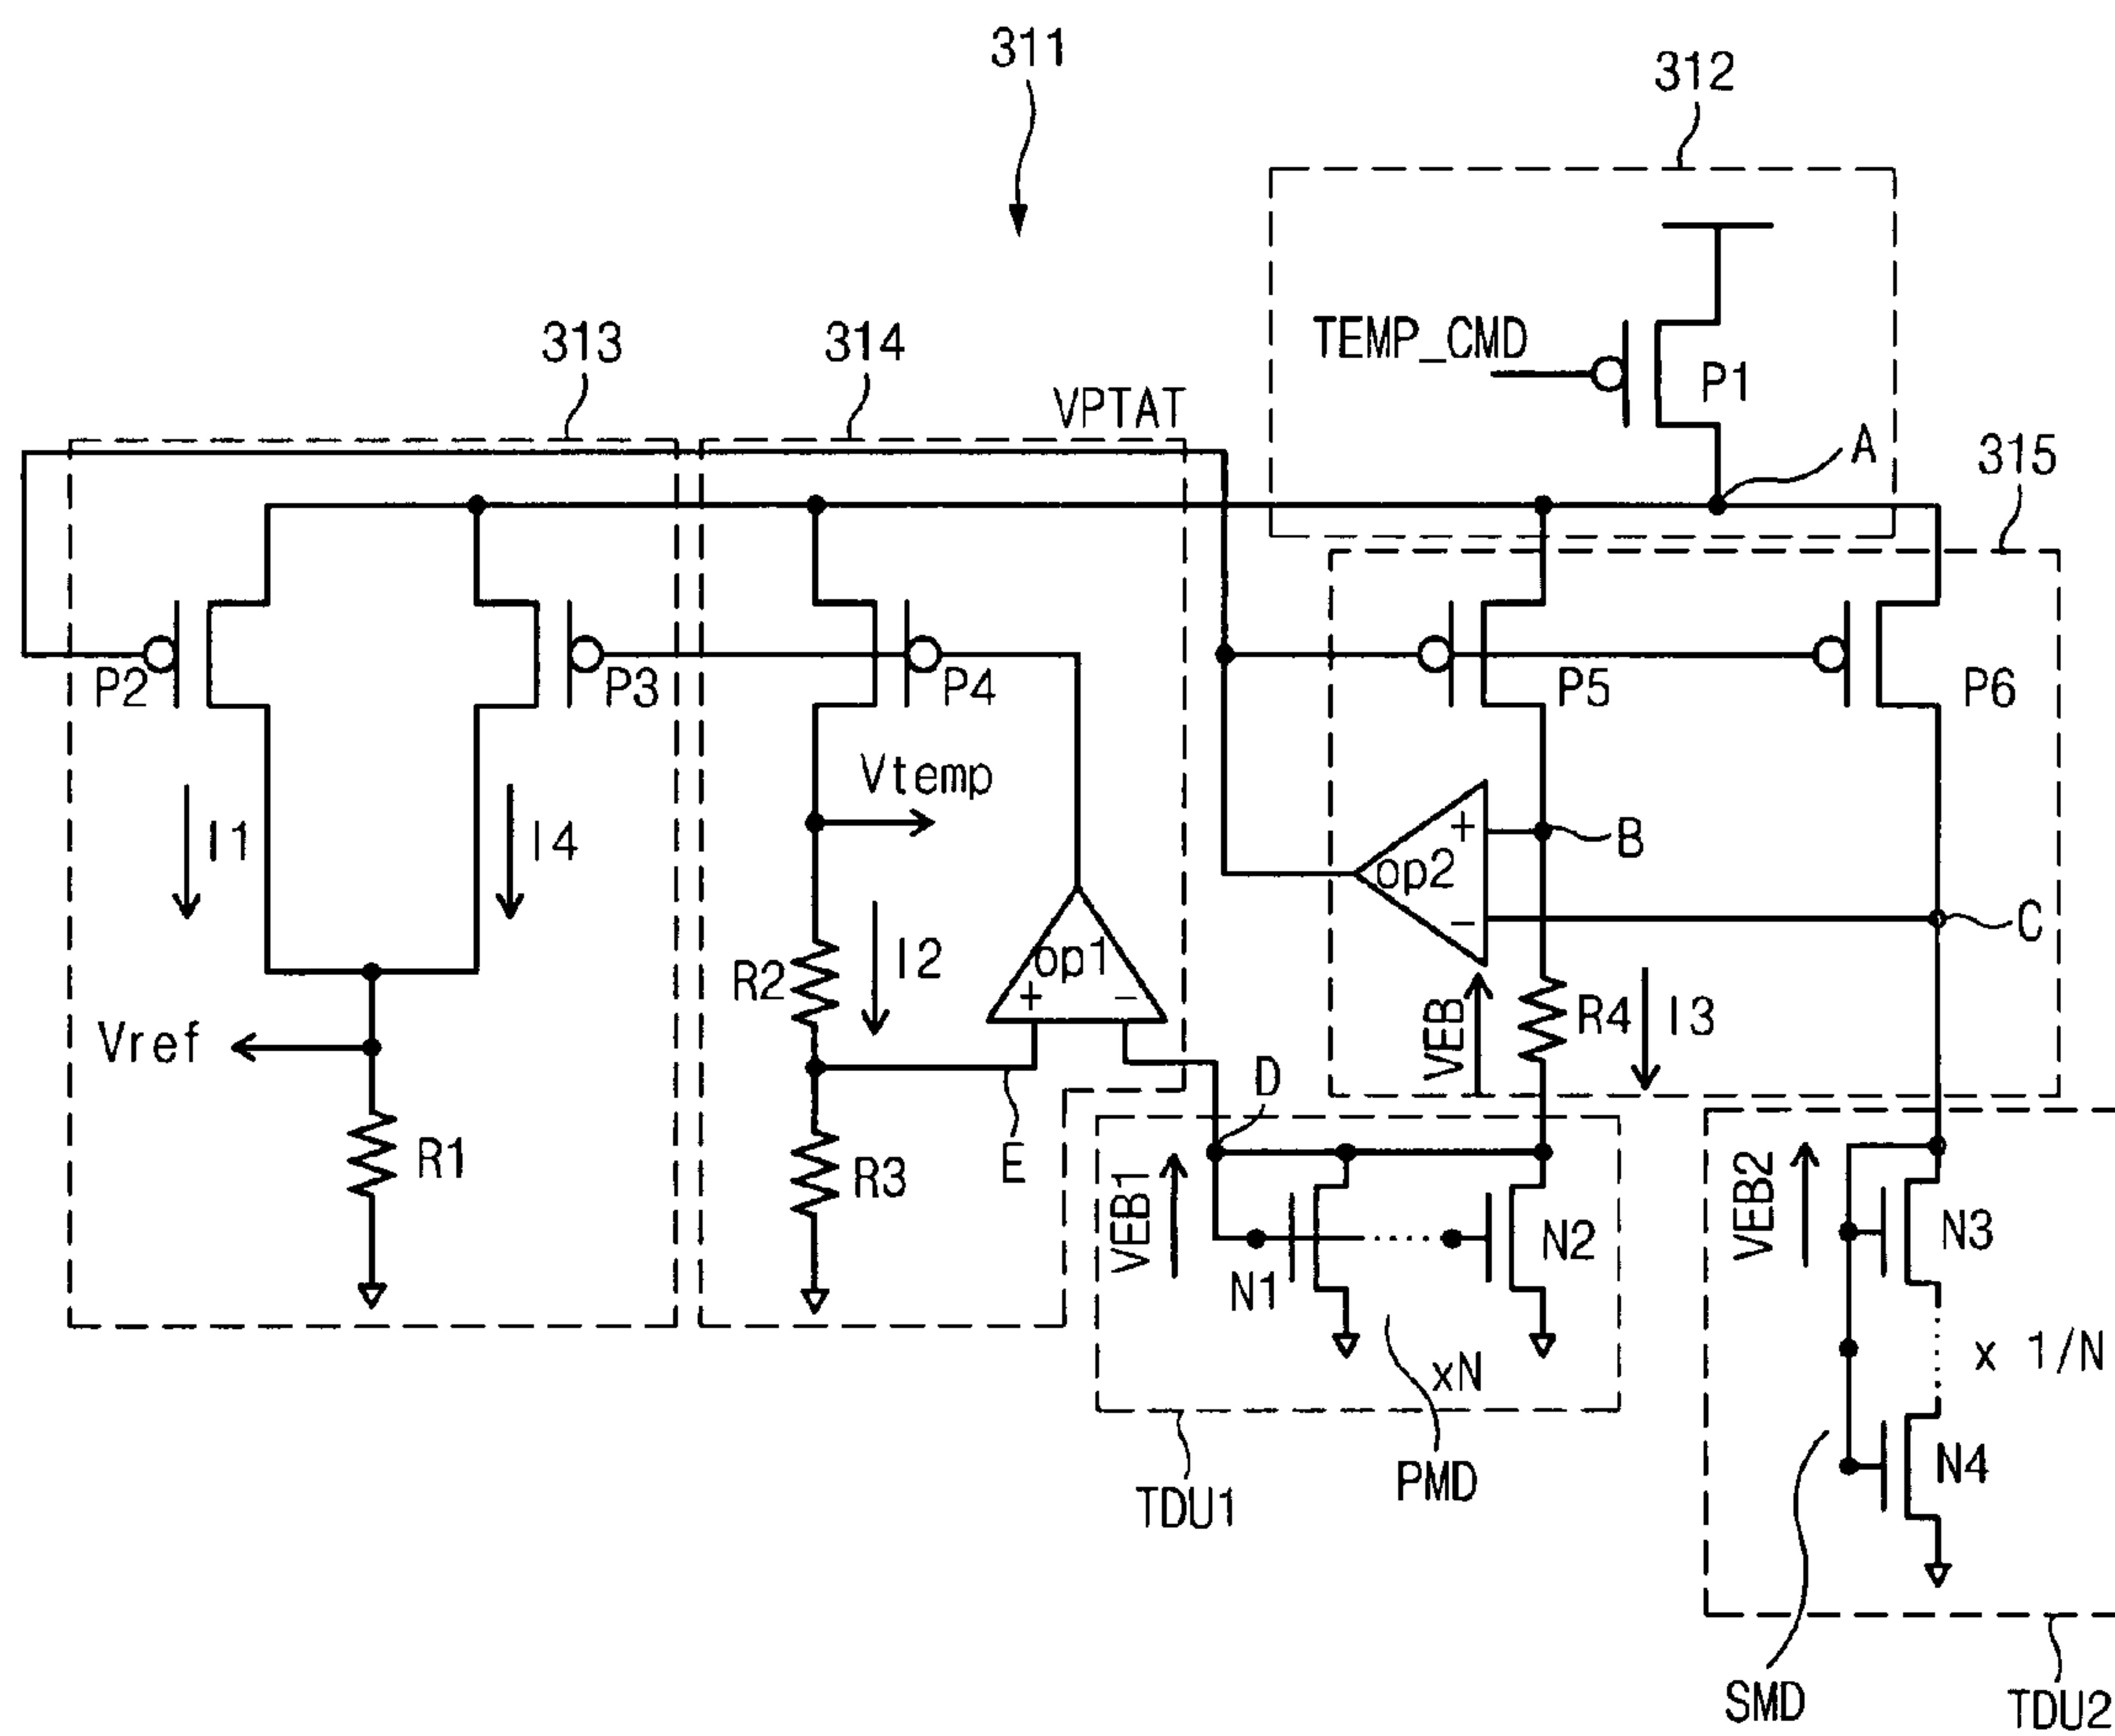 311
312
TEMP_CMD
P1
313
314
VPTAT
A
315
P2
P3
P4
P5
P6
Vtemp
I1
I4
op2
+
-
B
C
R2
I2
op1
+
-
Vref
VEB
R4
I3
R1
E
R3
D
VEB1
N1
N2
xN
VEB2
N3
x 1/N
N4
PMD
TDU1
SMD
TDU2